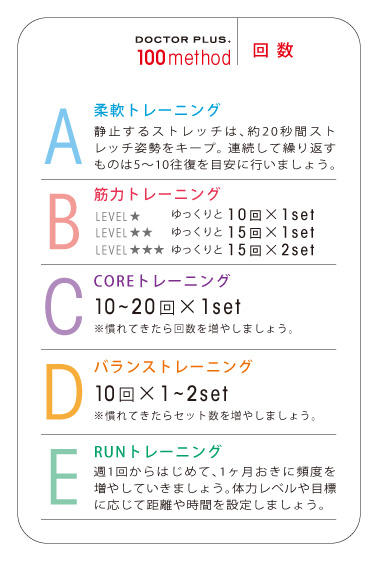 DOCTOR PLUS.
100method
回数
A
柔軟トレーニング
静止するストレッチは、約20秒間スト
レッチ姿勢をキープ。連続して繰り返す
ものは5〜10往復を目安に行いましょう。
B
筋力トレーニング
LEVEL★ ゆっくりと 10回×1set
LEVEL★★ ゆっくりと 15回×1set
LEVEL★★★ ゆっくりと 15回×2set
C
COREトレーニング
10~20回×1set
※慣れてきたら回数を増やしましょう。
D
バランストレーニング
10回×1~2set
※慣れてきたらセット数を増やしましょう。
E
RUNトレーニング
週1回からはじめて、1ヶ月おきに頻度を
増やしていきましょう。体力レベルや目標
に応じて距離や時間を設定しましょう。